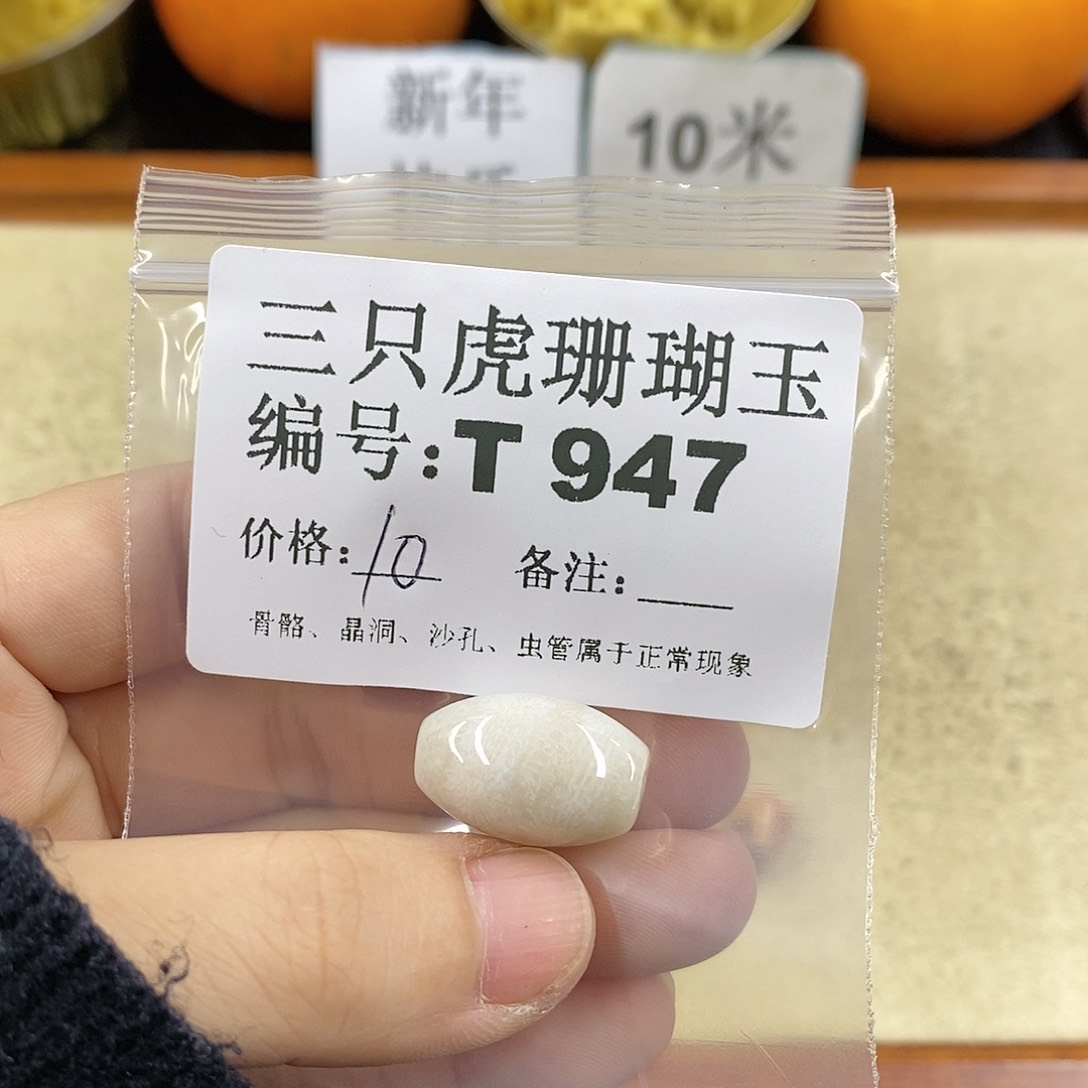 新年
10米
三只虎珊瑚玉
编号:T 947
价格:10 备注:____
骨骼、晶洞、沙孔、虫管属于正常现象